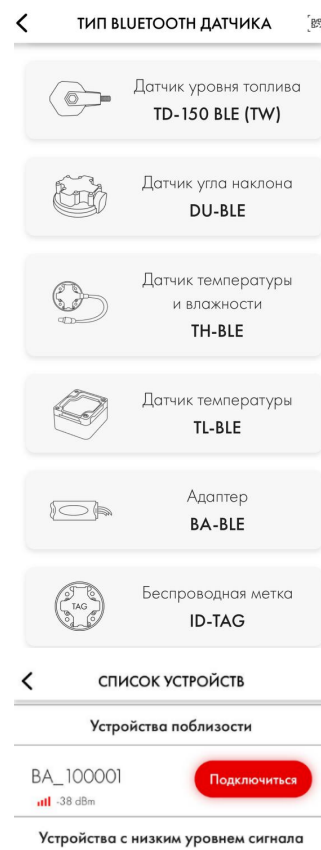 ТИП BLUETOOTH ДАТЧИКА
Датчик уровня топлива
TD-150 BLE (TW)
Датчик угла наклона
DU-BLE
Датчик температуры
и влажности
TH-BLE
Датчик температуры
TL-BLE
Адаптер
BA-BLE
TAG
Беспроводная метка
ID-TAG
СПИСОК УСТРОЙСТВ
Устройства поблизости
BA_100001
Подключиться
-38 dBm
Устройства с низким уровнем сигнала